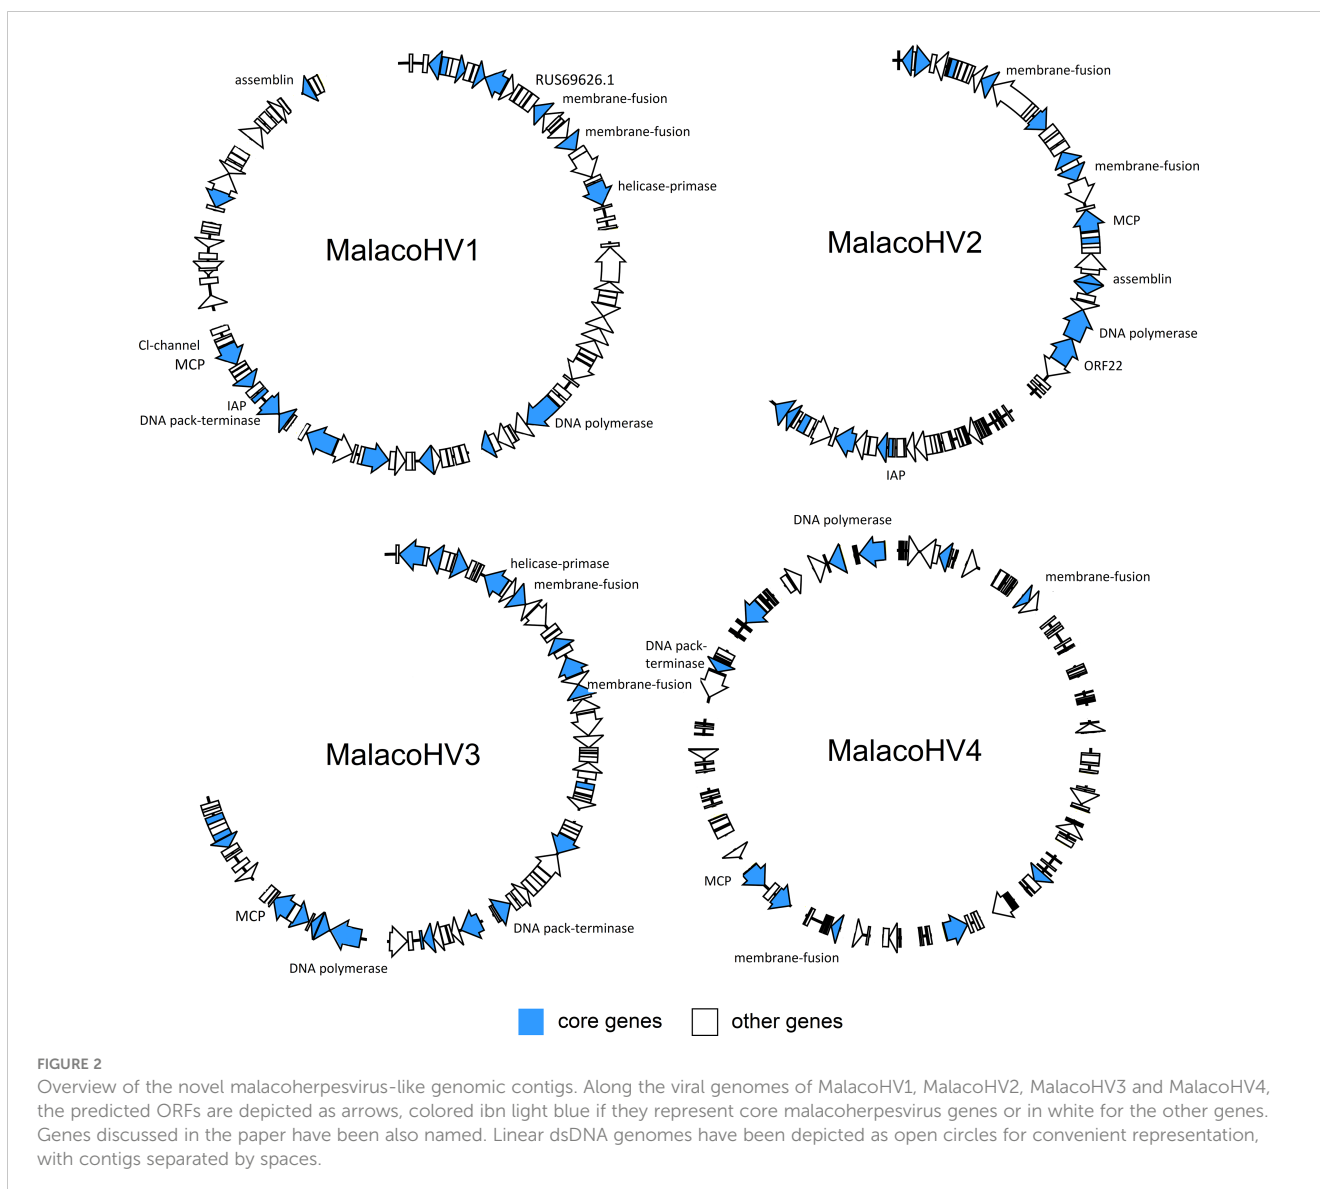 assemblin
RUS69626.1
membrane-fusion
membrane-fusion
helicase-primase
MalacoHV1
Cl-channel
MCP
IAP
DNA pack-terminase
DNA polymerase
membrane-fusion
membrane-fusion
MCP
MalacoHV2
assemblin
DNA polymerase
ORF22
IAP
helicase-primase
membrane-fusion
membrane-fusion
MalacoHV3
MCP
DNA pack-terminase
DNA polymerase
DNA polymerase
membrane-fusion
DNA pack-
terminase
MalacoHV4
MCP
membrane-fusion
core genes
other genes
FIGURE 2
Overview of the novel malacoherpesvirus-like genomic contigs. Along the viral genomes of MalacoHV1, MalacoHV2, MalacoHV3 and MalacoHV4,
the predicted ORFs are depicted as arrows, colored ibn light blue if they represent core malacoherpesvirus genes or in white for the other genes.
Genes discussed in the paper have been also named. Linear dsDNA genomes have been depicted as open circles for convenient representation,
with contigs separated by spaces.